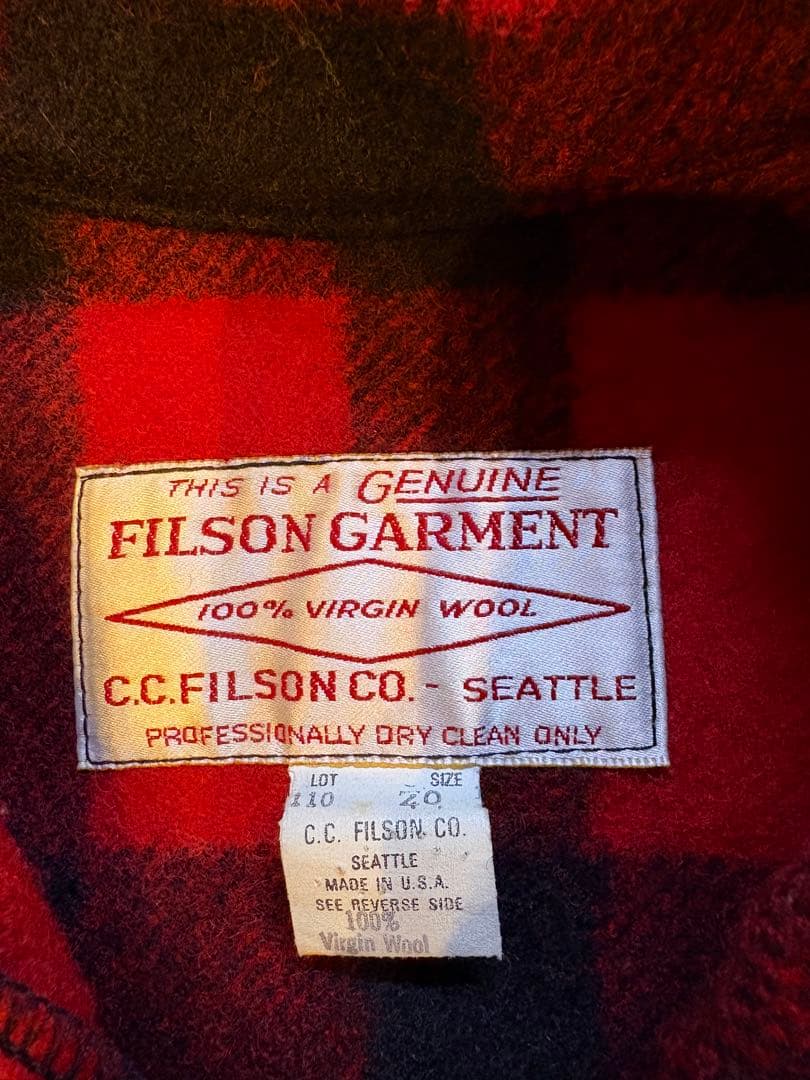 THIS IS A GENUINE
FILSON GARMENT
100% VIRGIN WOOL
C.C.FILSON CO. - SEATTLE
PROFESSIONALLY DRY CLEAN ONLY
LOT SIZE
110 40
C.C. FILSON CO.
SEATTLE
MADE IN U.S.A.
SEE REVERSE SIDE
100%
Virgin Wool